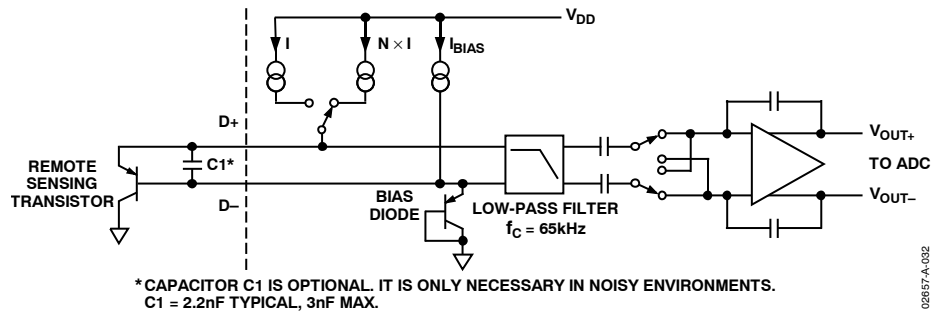 V_DD
I
N × I
I_BIAS
D+
C1*
REMOTE
SENSING
TRANSISTOR
D–
BIAS
DIODE
LOW-PASS FILTER
f_C = 65kHz
V_OUT+
TO ADC
V_OUT–
*CAPACITOR C1 IS OPTIONAL. IT IS ONLY NECESSARY IN NOISY ENVIRONMENTS.
C1 = 2.2nF TYPICAL, 3nF MAX.
02657-A-032